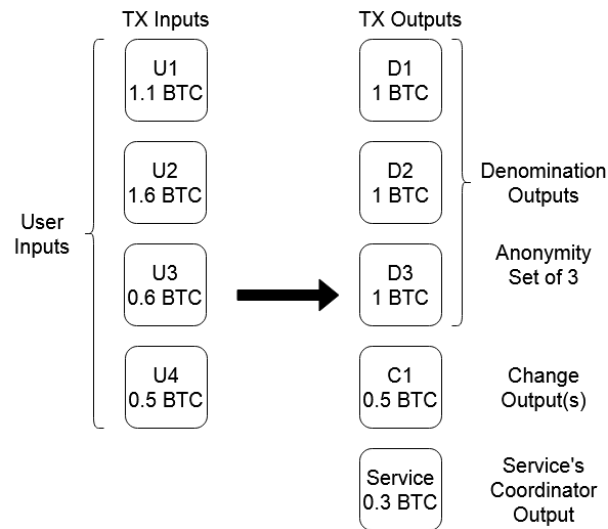 TX Inputs
TX Outputs
U1
1.1 BTC
U2
1.6 BTC
U3
0.6 BTC
U4
0.5 BTC
User
Inputs
D1
1 BTC
D2
1 BTC
D3
1 BTC
C1
0.5 BTC
Service
0.3 BTC
Denomination
Outputs
Anonymity
Set of 3
Change
Output(s)
Service's
Coordinator
Output